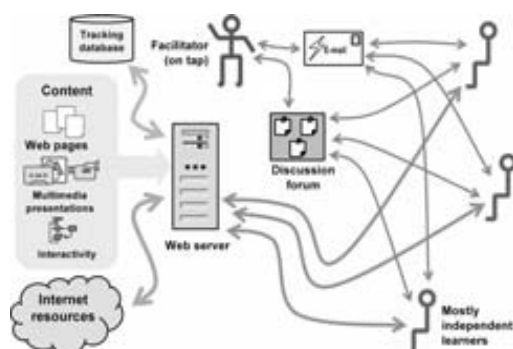 Tracking
database
Facilitator
(on tap)
E-mail
Content
Web pages
Multimedia
presentations
Interactivity
Discussion
forum
Web server
Internet
resources
Mostly
independent
learners